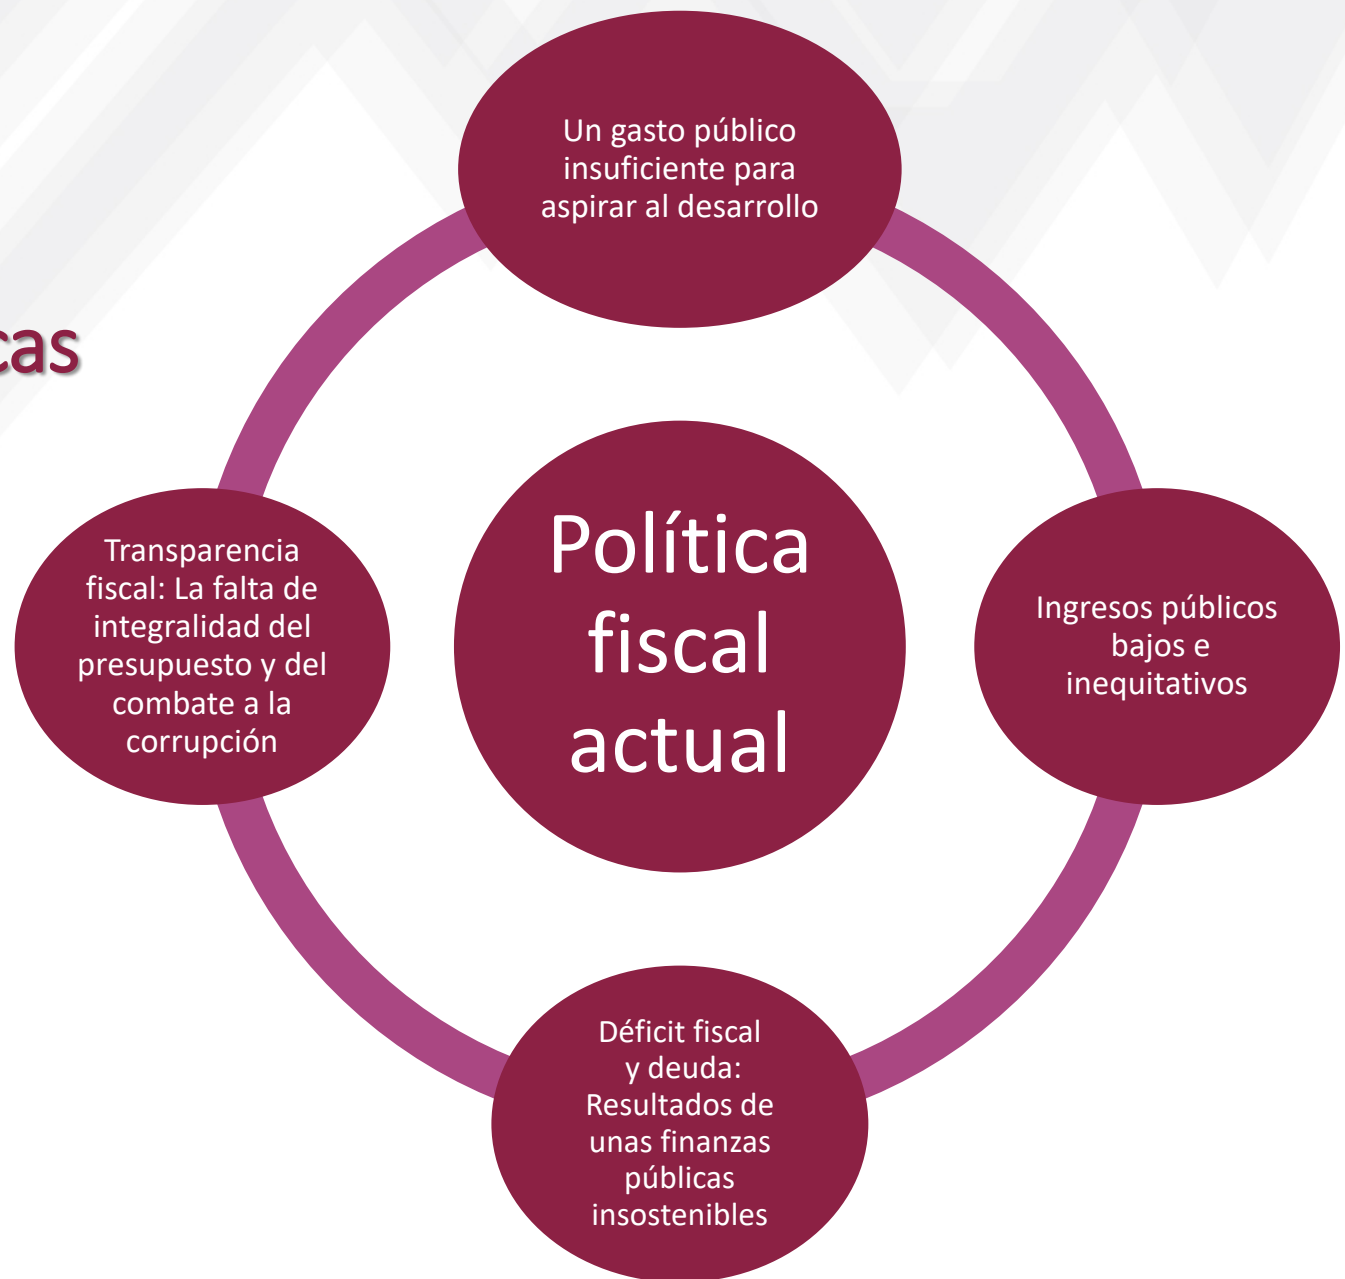 Un gasto público
insuficiente para
aspirar al desarrollo
Política
fiscal
actual
Transparencia
fiscal: La falta de
integralidad del
presupuesto y del
combate a la
corrupción
Ingresos públicos
bajos e
inequitativos
Déficit fiscal
y deuda:
Resultados de
unas finanzas
públicas
insostenibles